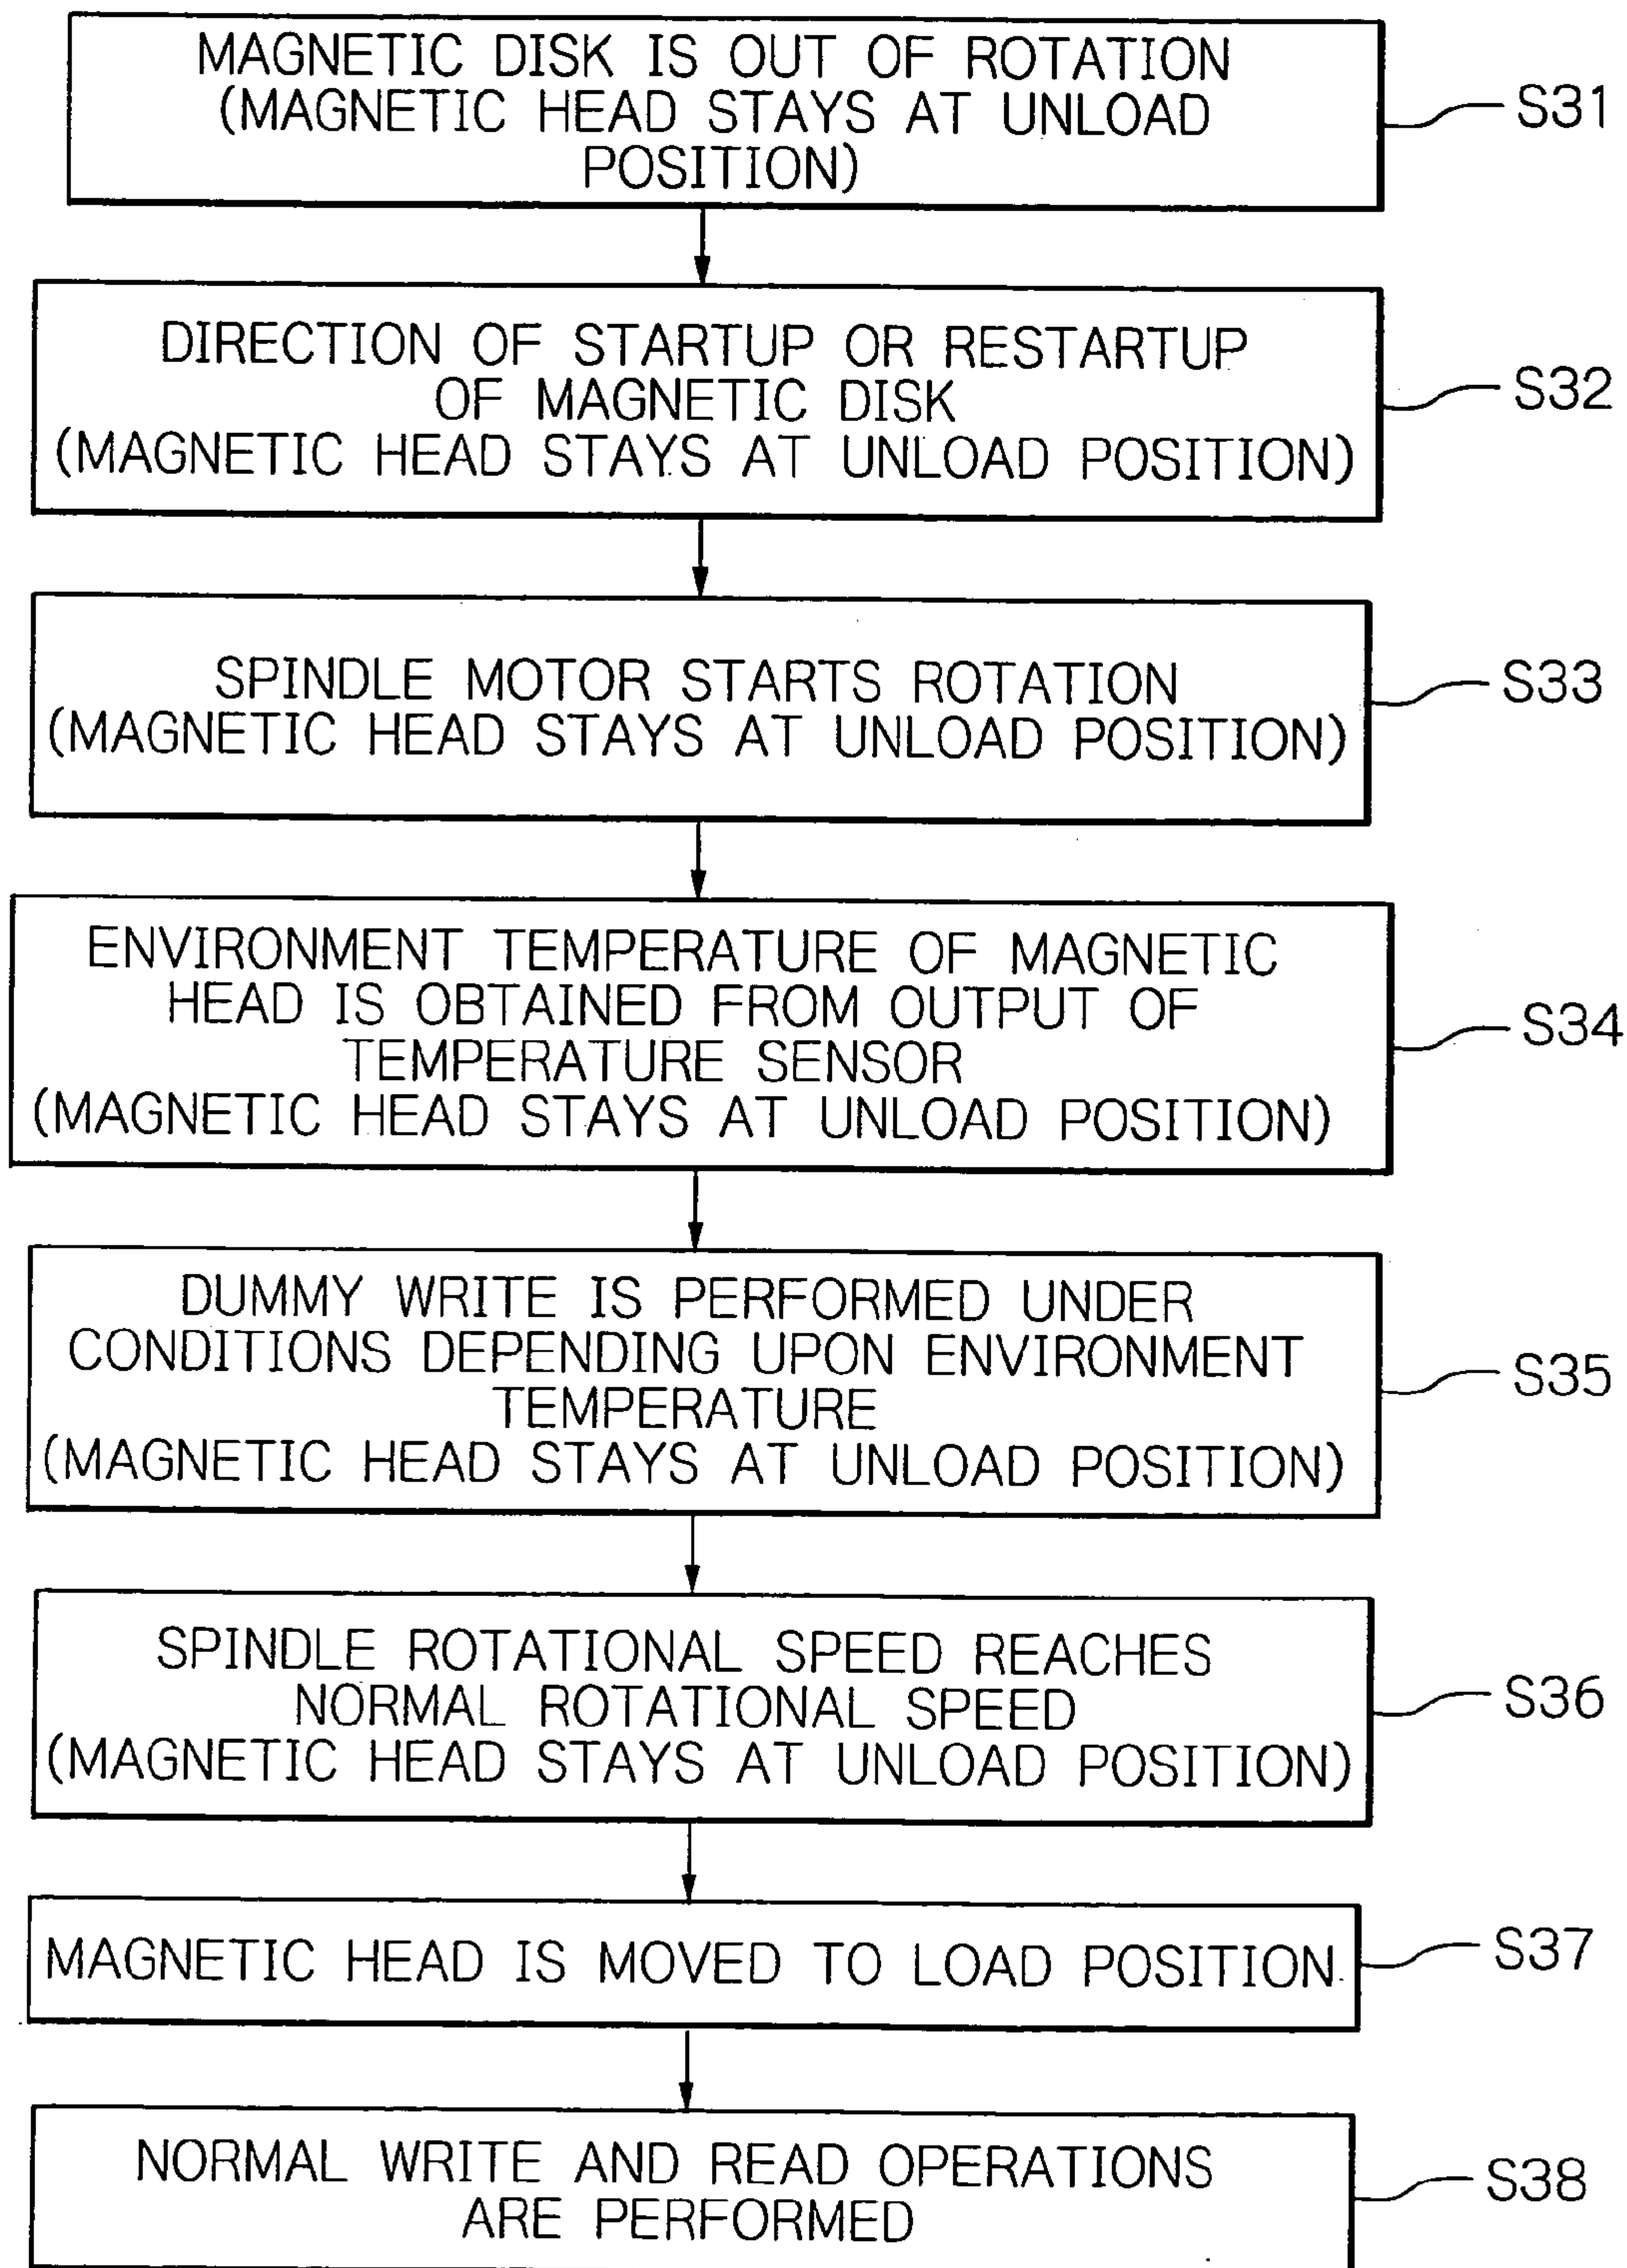 MAGNETIC DISK IS OUT OF ROTATION
(MAGNETIC HEAD STAYS AT UNLOAD
POSITION)
S31
DIRECTION OF STARTUP OR RESTARTUP
OF MAGNETIC DISK
(MAGNETIC HEAD STAYS AT UNLOAD POSITION)
S32
SPINDLE MOTOR STARTS ROTATION
(MAGNETIC HEAD STAYS AT UNLOAD POSITION)
S33
ENVIRONMENT TEMPERATURE OF MAGNETIC
HEAD IS OBTAINED FROM OUTPUT OF
TEMPERATURE SENSOR
(MAGNETIC HEAD STAYS AT UNLOAD POSITION)
S34
DUMMY WRITE IS PERFORMED UNDER
CONDITIONS DEPENDING UPON ENVIRONMENT
TEMPERATURE
(MAGNETIC HEAD STAYS AT UNLOAD POSITION)
S35
SPINDLE ROTATIONAL SPEED REACHES
NORMAL ROTATIONAL SPEED
(MAGNETIC HEAD STAYS AT UNLOAD POSITION)
S36
MAGNETIC HEAD IS MOVED TO LOAD POSITION
S37
NORMAL WRITE AND READ OPERATIONS
ARE PERFORMED
S38